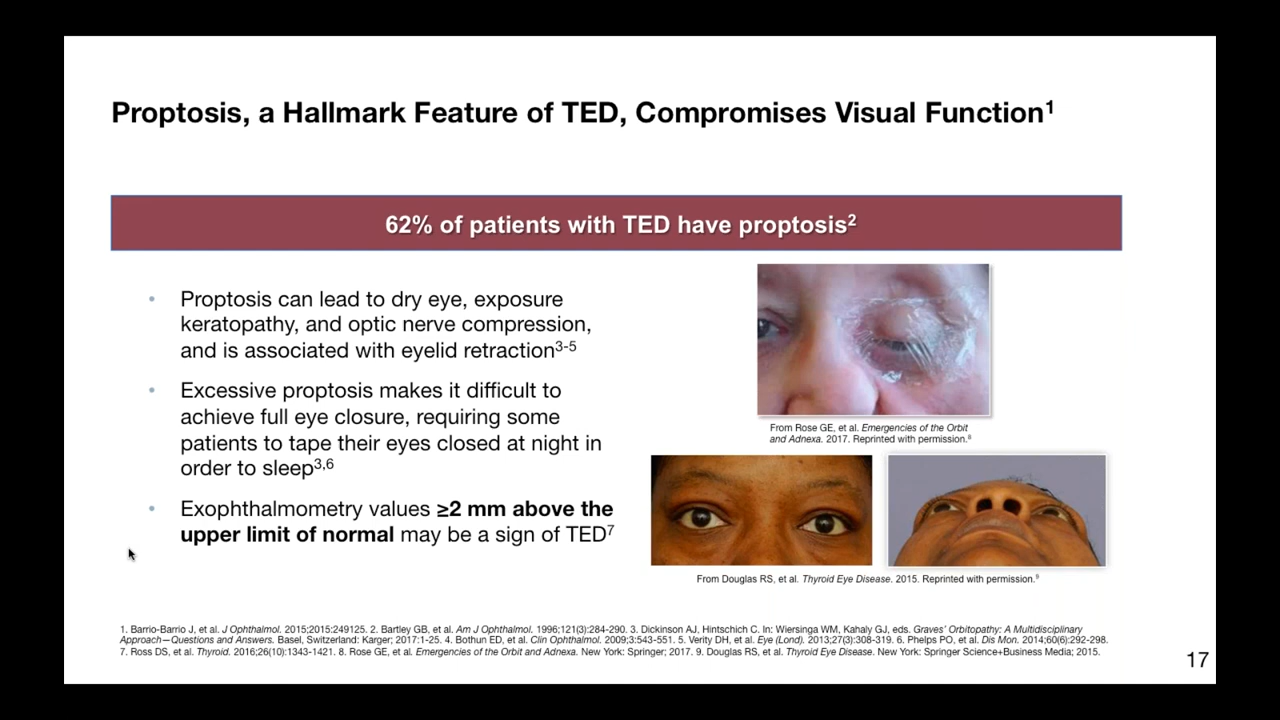 Proptosis, a Hallmark Feature of TED, Compromises Visual Function¹
62% of patients with TED have proptosis²
• Proptosis can lead to dry eye, exposure
keratopathy, and optic nerve compression,
and is associated with eyelid retraction³⁻⁵
• Excessive proptosis makes it difficult to
achieve full eye closure, requiring some
patients to tape their eyes closed at night in
order to sleep³,⁶
• Exophthalmometry values ≥2 mm above the
upper limit of normal may be a sign of TED⁷
From Rose GE, et al. Emergencies of the Orbit
and Adnexa. 2017. Reprinted with permission.⁸
From Douglas RS, et al. Thyroid Eye Disease. 2015. Reprinted with permission.⁹
1. Barrio-Barrio J, et al. J Ophthalmol. 2015;2015:249125. 2. Bartley GB, et al. Am J Ophthalmol. 1996;121(3):284-290. 3. Dickinson AJ, Hintschich C. In: Wiersinga WM, Kahaly GJ, eds. Graves' Orbitopathy: A Multidisciplinary
Approach—Questions and Answers. Basel, Switzerland: Karger; 2017:1-25. 4. Bothun ED, et al. Clin Ophthalmol. 2009;3:543-551. 5. Verity DH, et al. Eye (Lond). 2013;27(3):308-319. 6. Phelps PO, et al. Dis Mon. 2014;60(6):292-298.
7. Ross DS, et al. Thyroid. 2016;26(10):1343-1421. 8. Rose GE, et al. Emergencies of the Orbit and Adnexa. New York: Springer; 2017. 9. Douglas RS, et al. Thyroid Eye Disease. New York: Springer Science+Business Media; 2015.
17